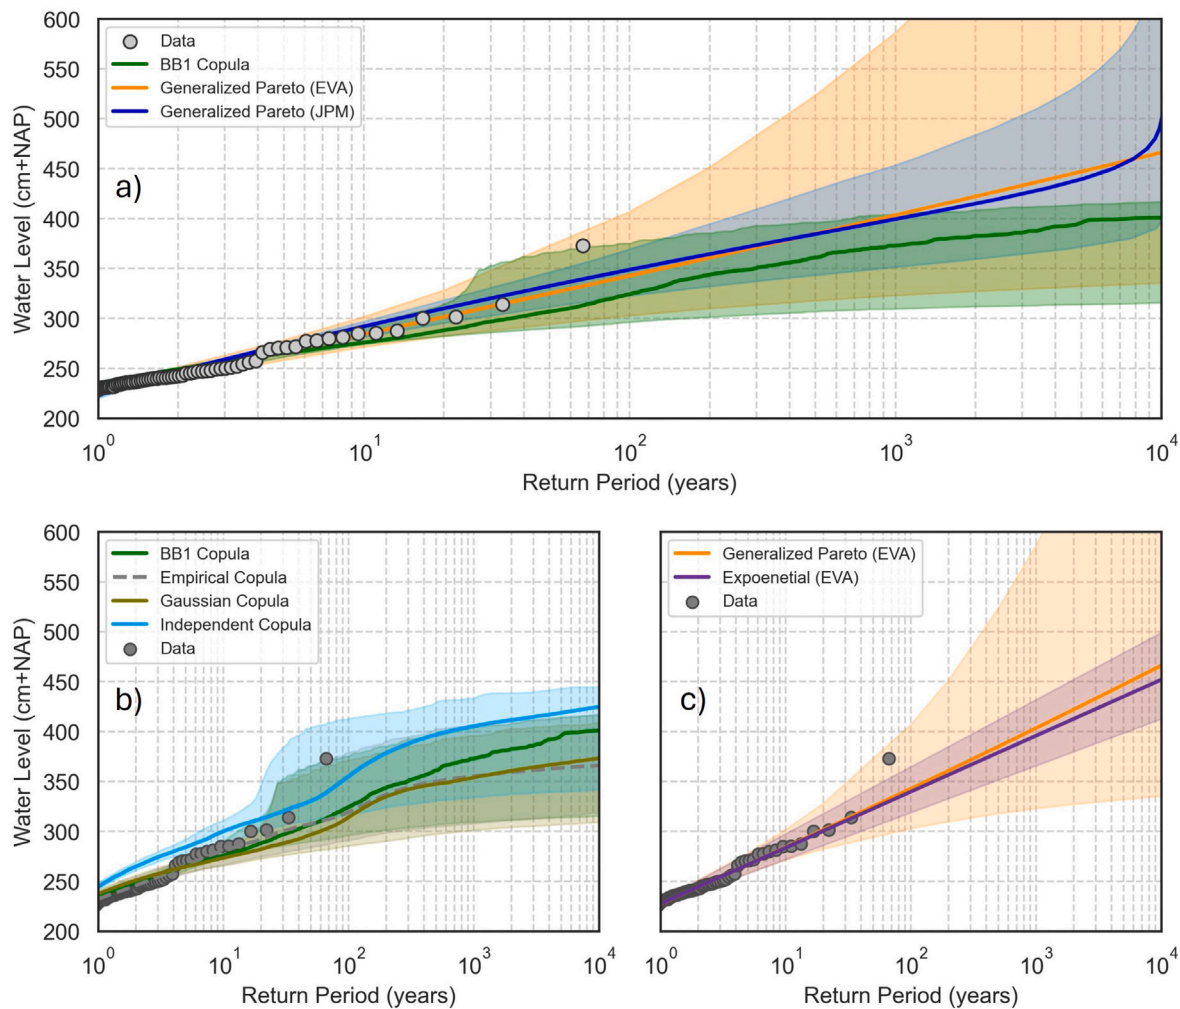 600
550
500
450
400
350
300
250
200
Water Level (cm+NAP)
Data
BB1 Copula
Generalized Pareto (EVA)
Generalized Pareto (JPM)
a)
10^0
10^1
10^2
10^3
10^4
Return Period (years)
600
550
500
450
400
350
300
250
200
Water Level (cm+NAP)
BB1 Copula
Empirical Copula
Gaussian Copula
Independent Copula
Data
b)
10^0
10^1
10^2
10^3
10^4
Return Period (years)
Generalized Pareto (EVA)
Expoenetial (EVA)
Data
c)
10^0
10^1
10^2
10^3
10^4
Return Period (years)